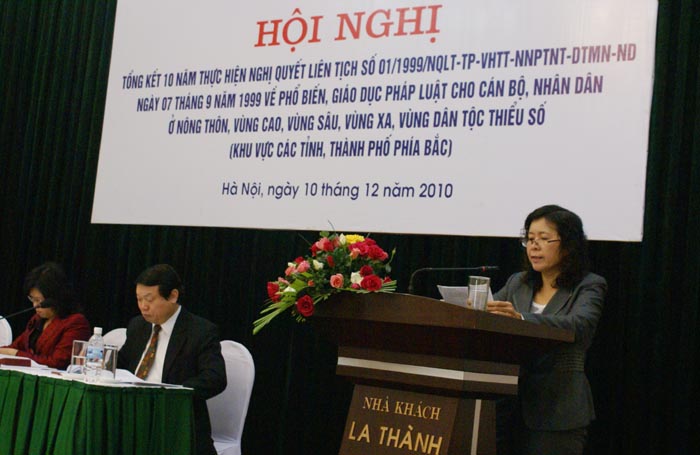 HỘI NGHỊ
TỔNG KẾT 10 NĂM THỰC HIỆN NGHỊ QUYẾT LIÊN TỊCH SỐ 01/1999/NQLT-TP-VHTT-NNPTNT-DTMN-ND
NGÀY 07 THÁNG 9 NĂM 1999 VỀ PHỔ BIẾN, GIÁO DỤC PHÁP LUẬT CHO CÁN BỘ, NHÂN DÂN
Ở NÔNG THÔN, VÙNG CAO, VÙNG SÂU, VÙNG XA, VÙNG DÂN TỘC THIỂU SỐ
(KHU VỰC CÁC TỈNH, THÀNH PHỐ PHÍA BẮC)
Hà Nội, ngày 10 tháng 12 năm 2010
NHÀ KHÁCH
LA THÀNH